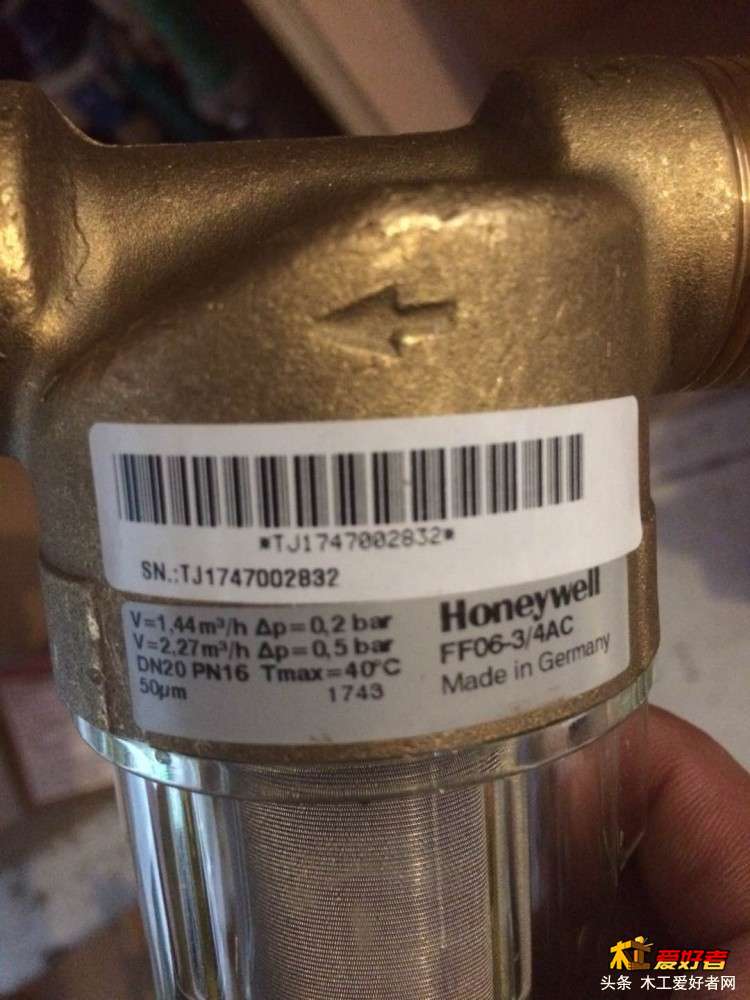 *TJ1747002832*
SN.:TJ1747002832
V=1,44m³/h Δp=0,2 bar
V=2,27m³/h Δp=0,5 bar
DN20 PN16 Tmax=40°C
50µm 1743
Honeywell
FF06-3/4AC
Made in Germany
木工爱好者
头条 木工爱好者网